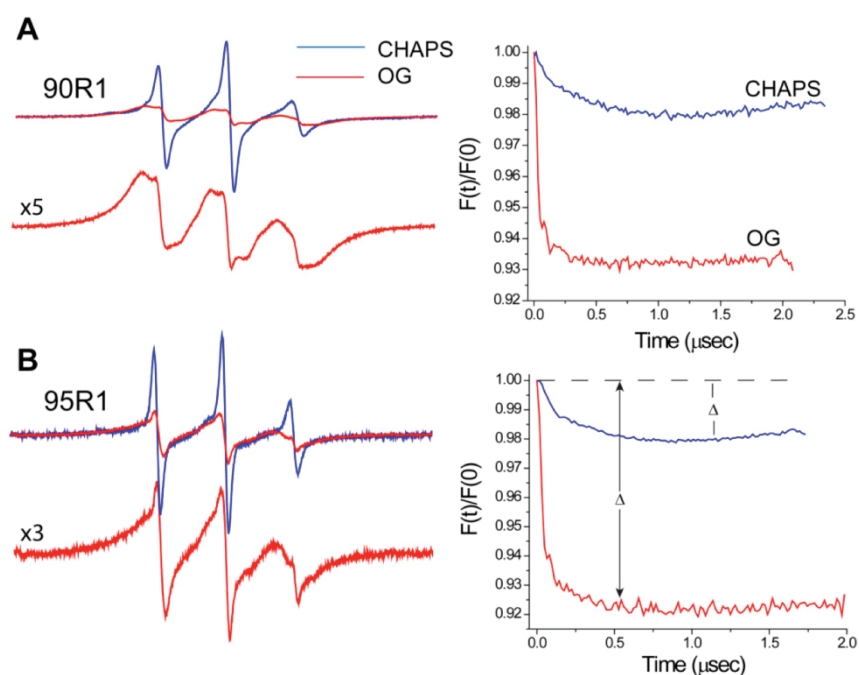 A
90R1
CHAPS
OG
x5
F(t)/F(0)
1.00
0.99
0.98
0.97
0.96
0.95
0.94
0.93
0.92
CHAPS
OG
0.0 0.5 1.0 1.5 2.0 2.5
Time (μsec)
B
95R1
x3
F(t)/F(0)
1.00
0.99
0.98
0.97
0.96
0.95
0.94
0.93
0.92
Δ
Δ
0.0 0.5 1.0 1.5 2.0
Time (μsec)